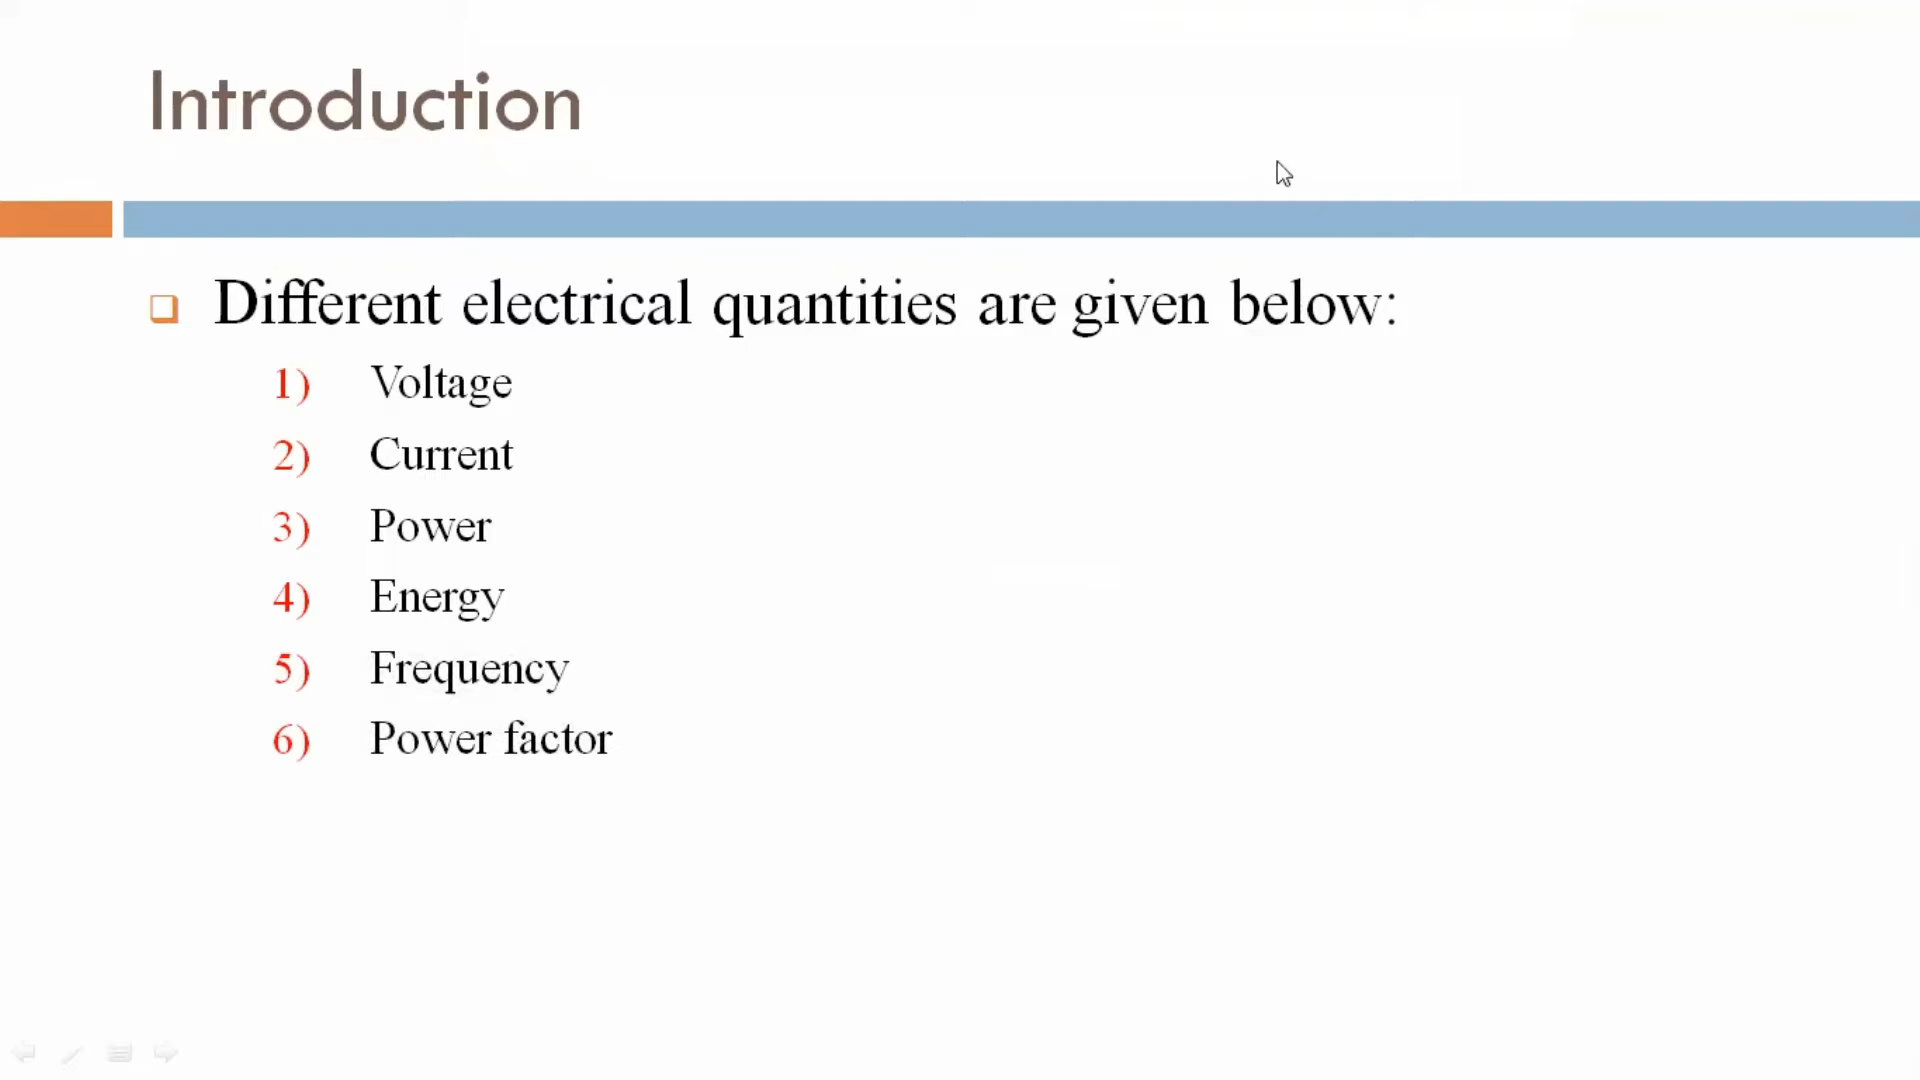 Introduction
Different electrical quantities are given below:
1) Voltage
2) Current
3) Power
4) Energy
5) Frequency
6) Power factor